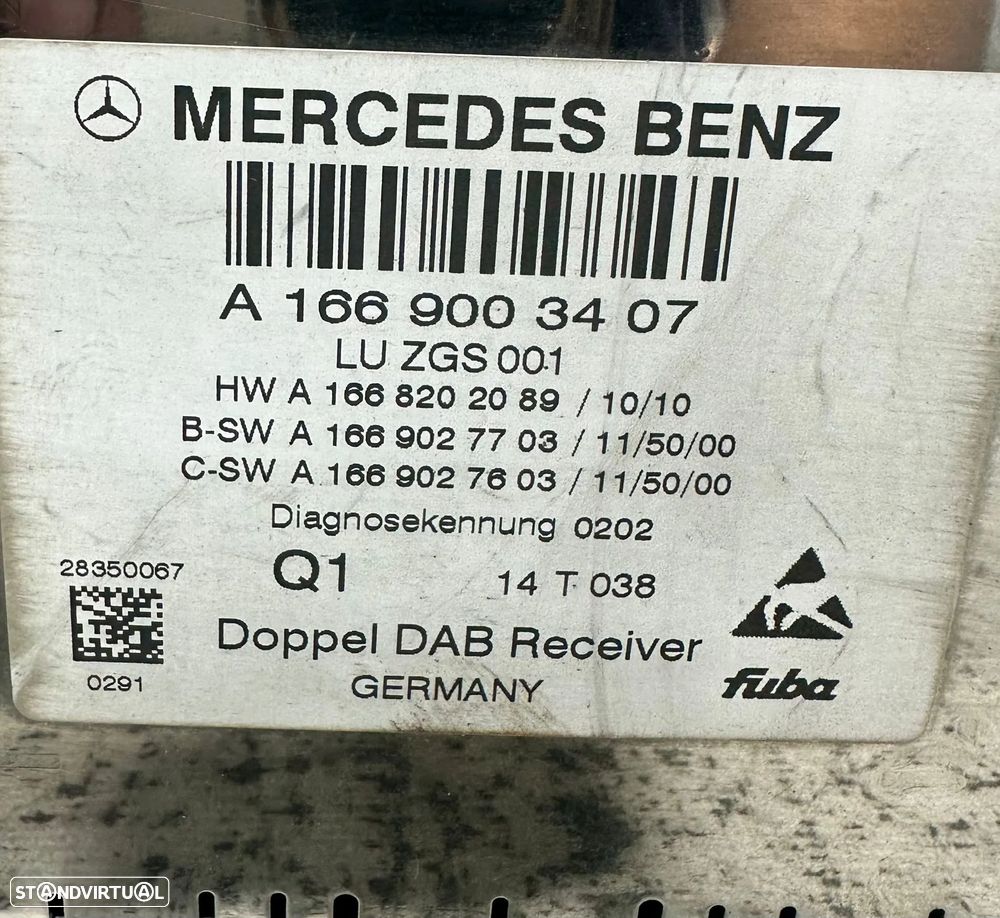 MERCEDES BENZ
A 166 900 34 07
LU ZGS 00.1
HW A 166 820 20 89 / 10/10
B-SW A 166 902 77 03 / 11/50/00
C-SW A 166 902 76 03 / 11/50/00
Diagnosekennung 0202
28350067
Q1 14 T 038
Doppel DAB Receiver
0291
GERMANY
fuba
STANDVIRTUAL